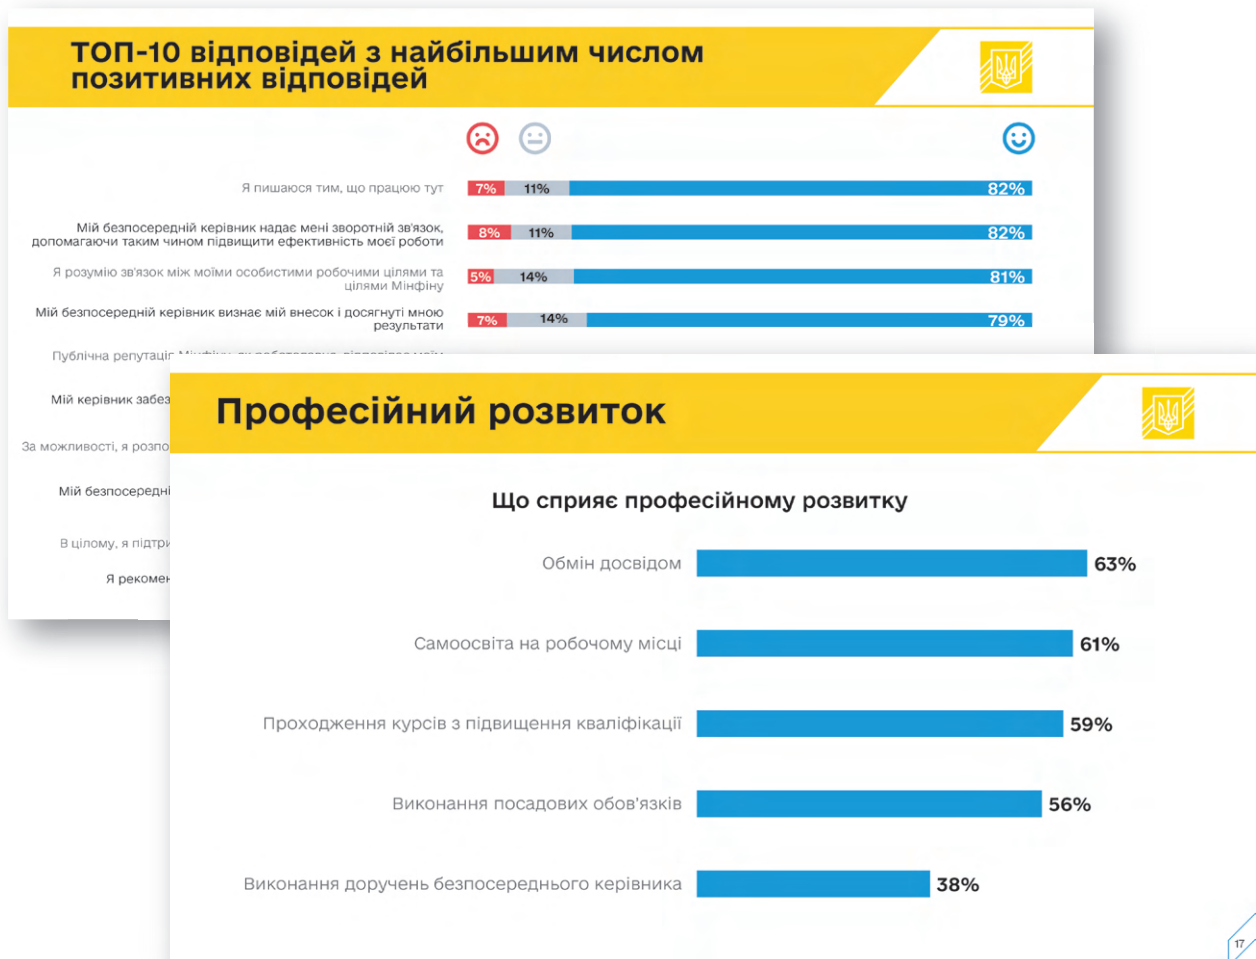 ТОП-10 відповідей з найбільшим числом
позитивних відповідей
Я пишаюся тим, що працюю тут
7% 11% 82%
Мій безпосередній керівник надає мені зворотній зв'язок,
допомагаючи таким чином підвищити ефективність моєї роботи
8% 11% 82%
Я розумію зв'язок між моїми особистими робочими цілями та
цілями Мінфіну
5% 14% 81%
Мій безпосередній керівник визнає мій внесок і досягнуті мною
результати
7% 14% 79%
Публічна
Мій керівник
За можливості, я
Мій
В цілому, я
Я
Професійний розвиток
Що сприяє професійному розвитку
Обмін досвідом 63%
Самоосвіта на робочому місці 61%
Проходження курсів з підвищення кваліфікації 59%
Виконання посадових обов'язків 56%
Виконання доручень безпосереднього керівника 38%
17